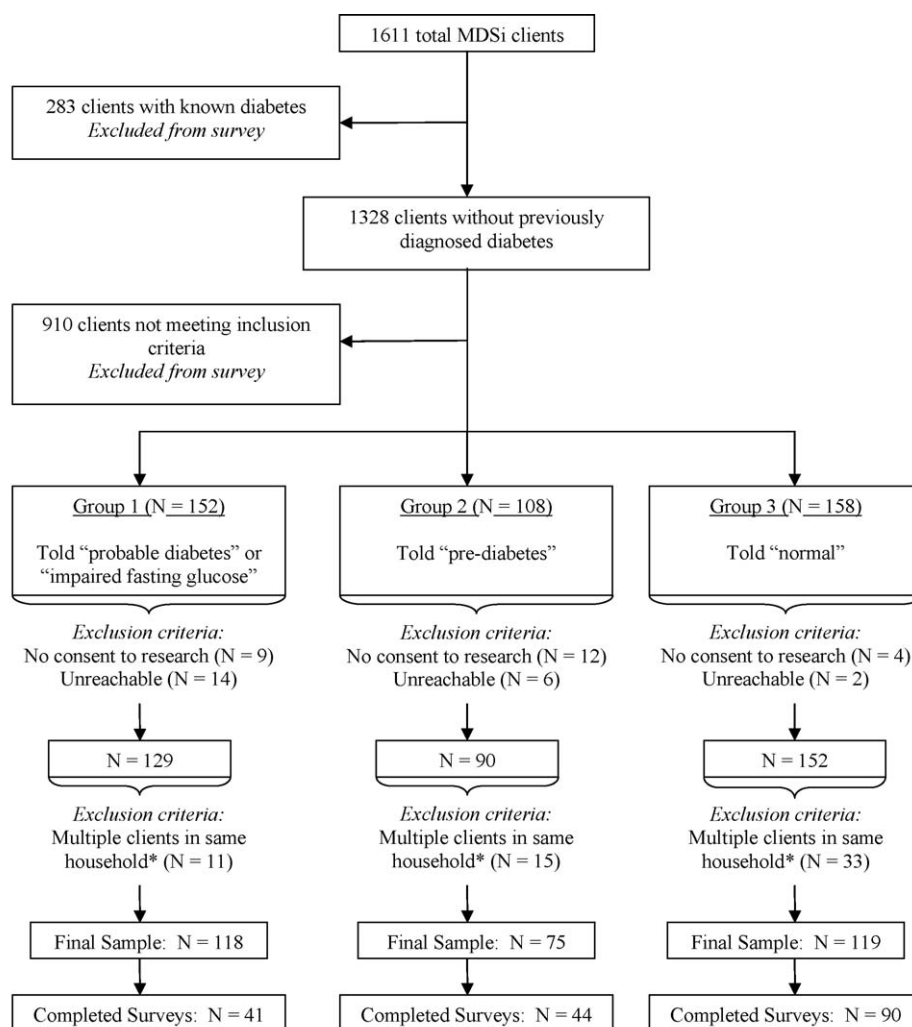 1611 total MDSi clients
283 clients with known diabetes
Excluded from survey
1328 clients without previously
diagnosed diabetes
910 clients not meeting inclusion
criteria
Excluded from survey
Group 1 (N = 152)
Told “probable diabetes” or
“impaired fasting glucose”
Exclusion criteria:
No consent to research (N = 9)
Unreachable (N = 14)
N = 129
Exclusion criteria:
Multiple clients in same
household* (N = 11)
Final Sample: N = 118
Completed Surveys: N = 41
Group 2 (N = 108)
Told “pre-diabetes”
Exclusion criteria:
No consent to research (N = 12)
Unreachable (N = 6)
N = 90
Exclusion criteria:
Multiple clients in same
household* (N = 15)
Final Sample: N = 75
Completed Surveys: N = 44
Group 3 (N = 158)
Told “normal”
Exclusion criteria:
No consent to research (N = 4)
Unreachable (N = 2)
N = 152
Exclusion criteria:
Multiple clients in same
household* (N = 33)
Final Sample: N = 119
Completed Surveys: N = 90